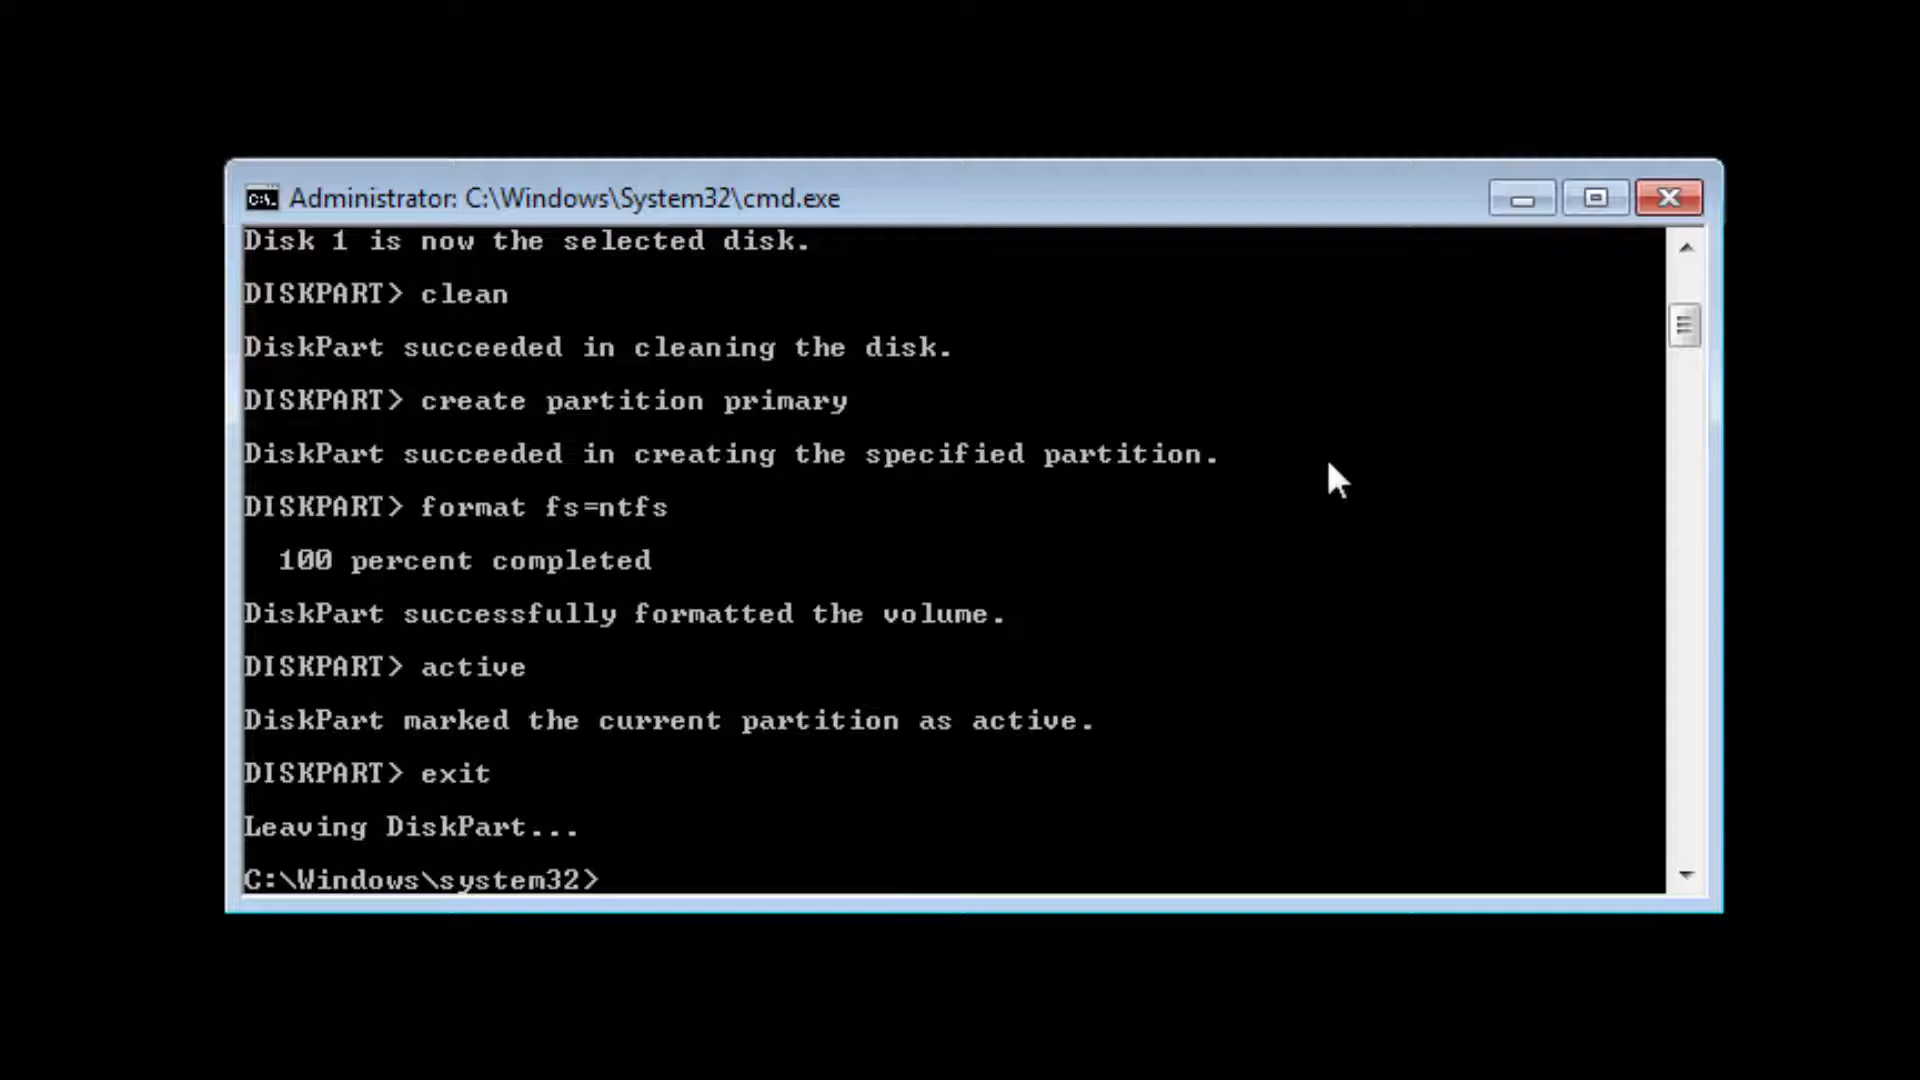 Administrator: C:\Windows\System32\cmd.exe
Disk 1 is now the selected disk.
DISKPART> clean
DiskPart succeeded in cleaning the disk.
DISKPART> create partition primary
DiskPart succeeded in creating the specified partition.
DISKPART> format fs=ntfs
100 percent completed
DiskPart successfully formatted the volume.
DISKPART> active
DiskPart marked the current partition as active.
DISKPART> exit
Leaving DiskPart...
C:\Windows\system32>